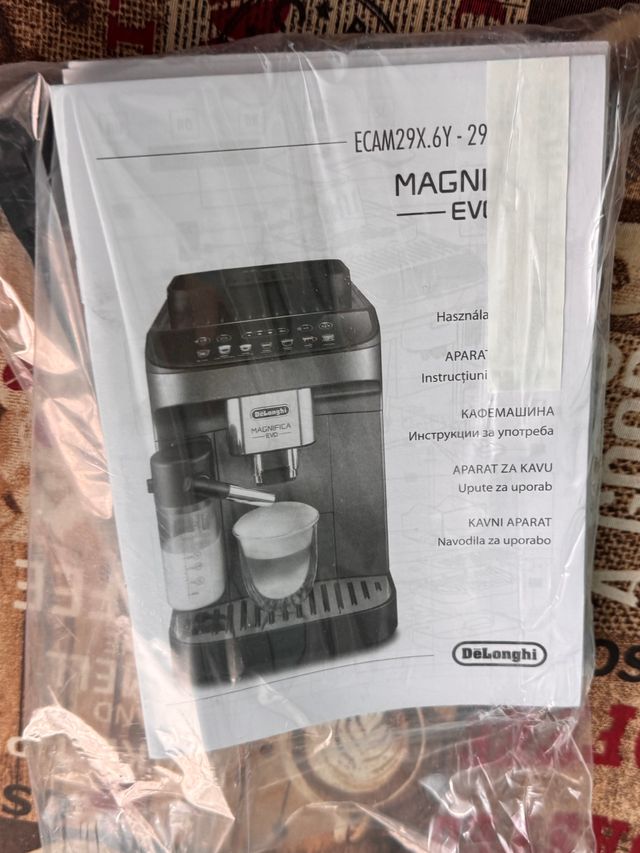 ECAM29X.6Y - 29
MAGNI
EVO
Használa
APARAT
Instrucțiuni
КАФЕМАШИНА
Инструкции за употреба
APARAT ZA KAVU
Upute za uporab
KAVNI APARAT
Navodila za uporabo
DeLonghi
MAGNIFICA
EVO
DeLonghi